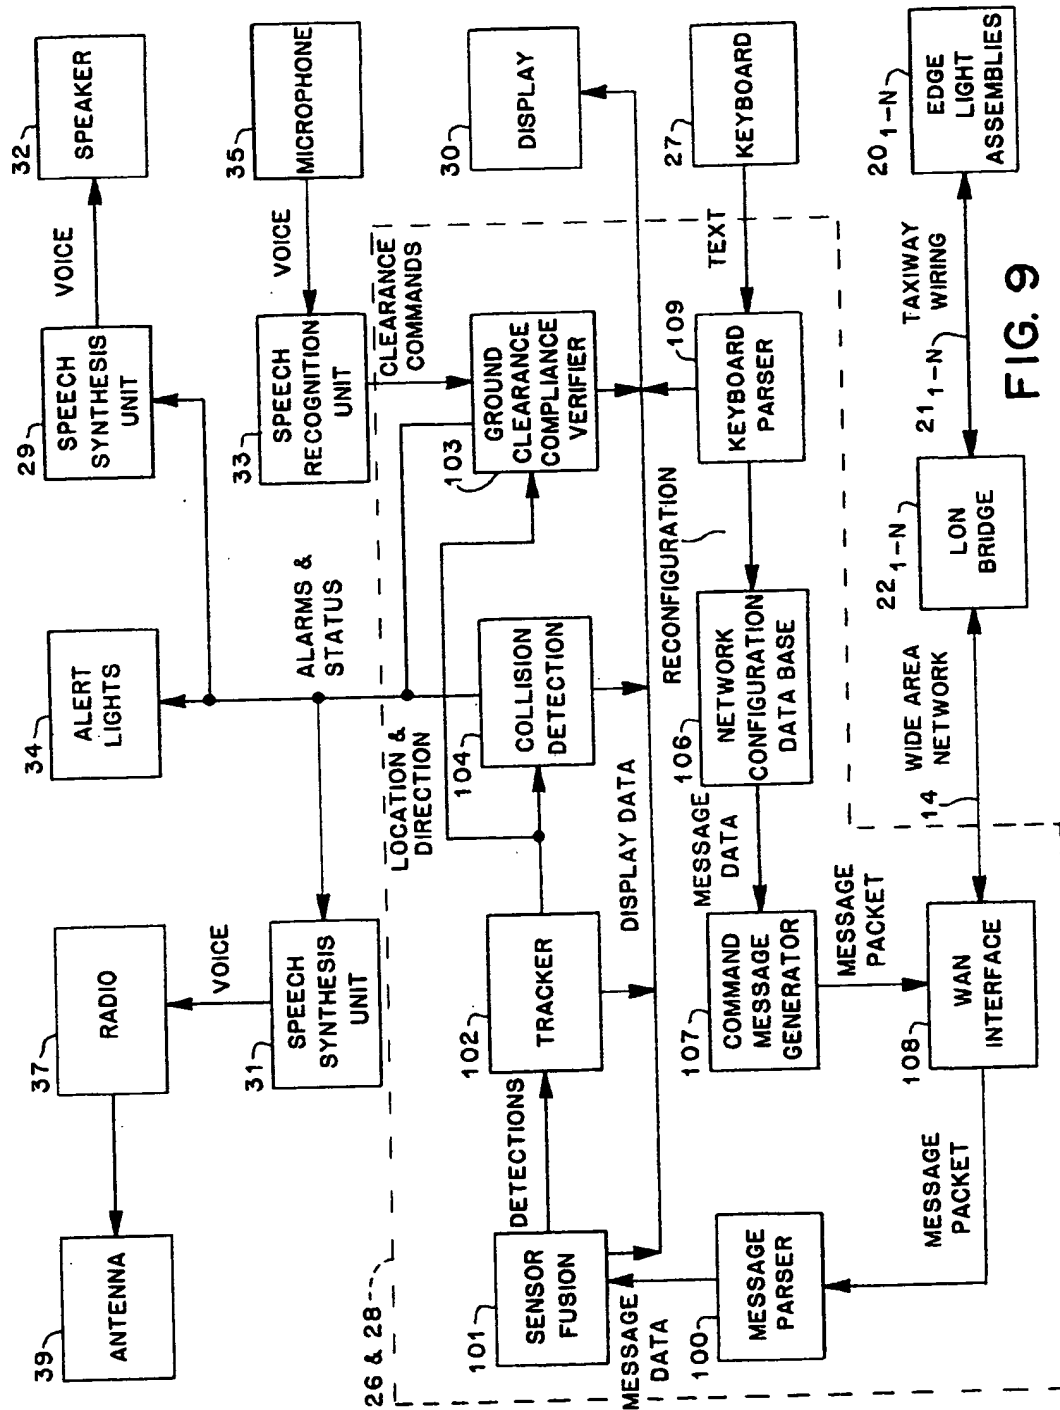 39
ANTENNA
37
RADIO
VOICE
31
SPEECH
SYNTHESIS
UNIT
34
ALERT
LIGHTS
ALARMS &
STATUS
29
SPEECH
SYNTHESIS
UNIT
VOICE
32
SPEAKER
33
SPEECH
RECOGNITION
UNIT
VOICE
35
MICROPHONE
26 & 28
LOCATION &
DIRECTION
CLEARANCE
COMMANDS
101
SENSOR
FUSION
DETECTIONS
102
TRACKER
104
COLLISION
DETECTION
103
GROUND
CLEARANCE
COMPLIANCE
VERIFIER
30
DISPLAY
MESSAGE
DATA
DISPLAY DATA
RECONFIGURATION
100
MESSAGE
PARSER
107
COMMAND
MESSAGE
GENERATOR
MESSAGE
DATA
106
NETWORK
CONFIGURATION
DATA BASE
109
KEYBOARD
PARSER
TEXT
27
KEYBOARD
MESSAGE
PACKET
MESSAGE
PACKET
108
WAN
INTERFACE
14
WIDE AREA
NETWORK
22 1-N
LON
BRIDGE
21 1-N
TAXIWAY
WIRING
20 1-N
EDGE
LIGHT
ASSEMBLIES
FIG. 9